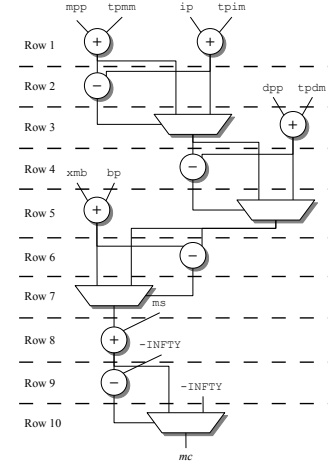 mpp tpmm ip tpim
+ +
Row 1
Row 2
−
dpp tpdm
Row 3
+
Row 4
−
xmb bp
Row 5
+
Row 6
−
Row 7
ms
Row 8
+
-INFTY
Row 9
−
-INFTY
Row 10
mc